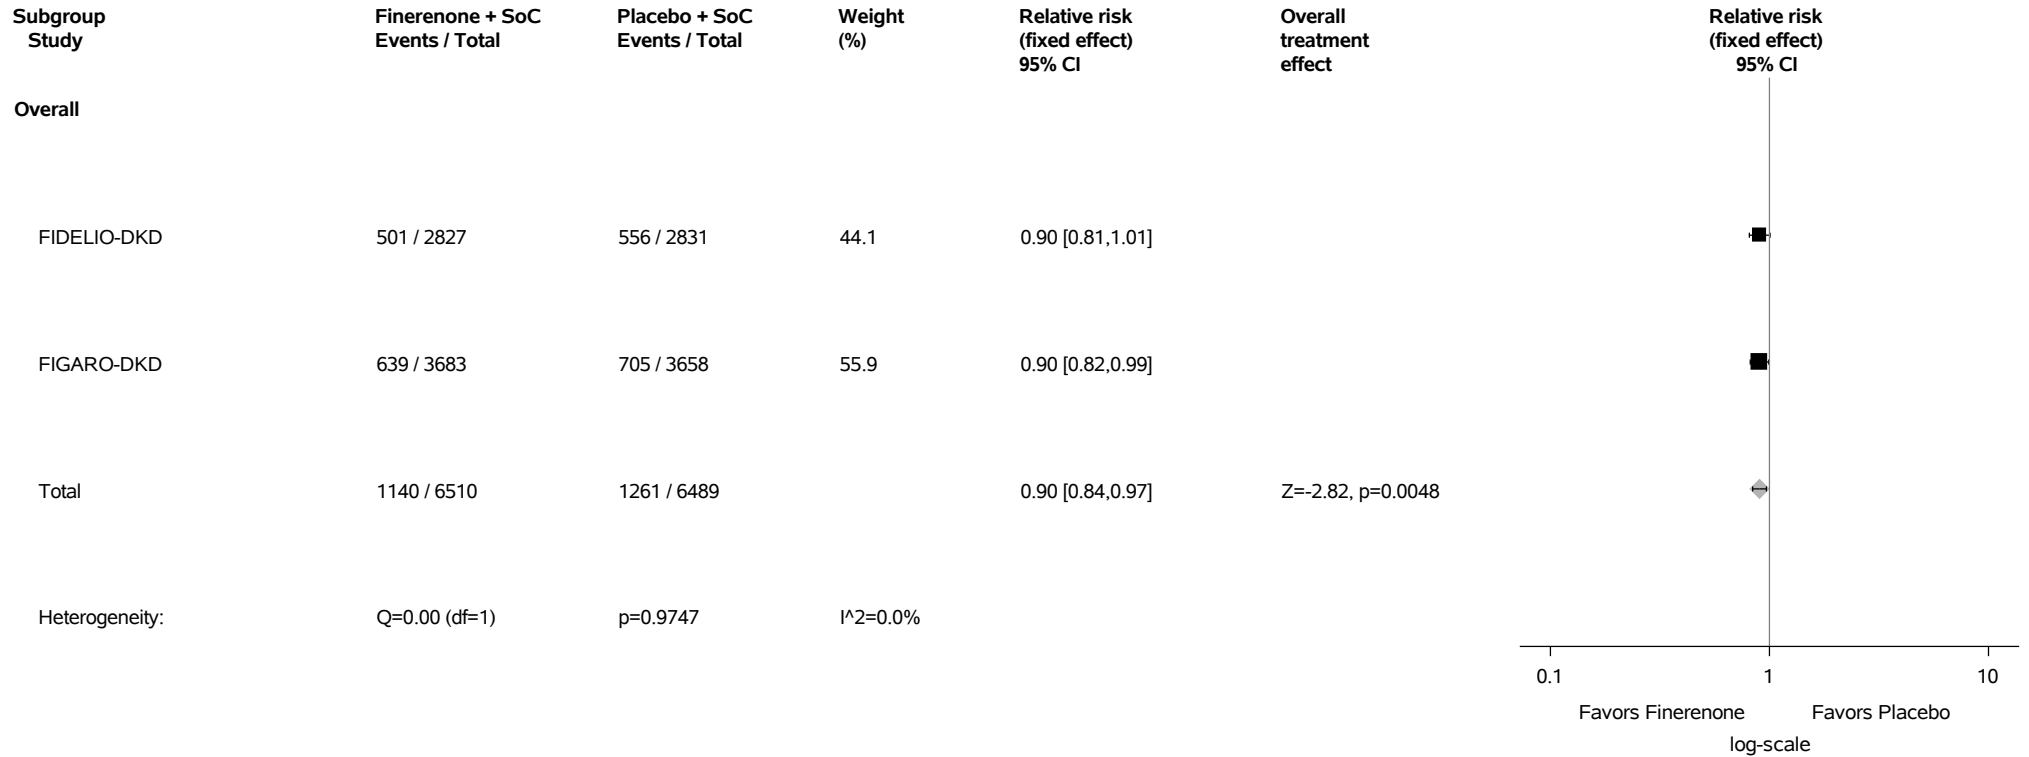 Subgroup Finerenone + SoC Placebo + SoC Weight Relative risk Overall Relative risk
Study Events / Total Events / Total (%) (fixed effect) treatment (fixed effect)
95% CI effect 95% CI
Overall
FIDELIO-DKD 501 / 2827 556 / 2831 44.1 0.90 [0.81,1.01]
FIGARO-DKD 639 / 3683 705 / 3658 55.9 0.90 [0.82,0.99]
Total 1140 / 6510 1261 / 6489 0.90 [0.84,0.97] Z=-2.82, p=0.0048
Heterogeneity: Q=0.00 (df=1) p=0.9747 I^2=0.0%
0.1 1 10
Favors Finerenone Favors Placebo
log-scale